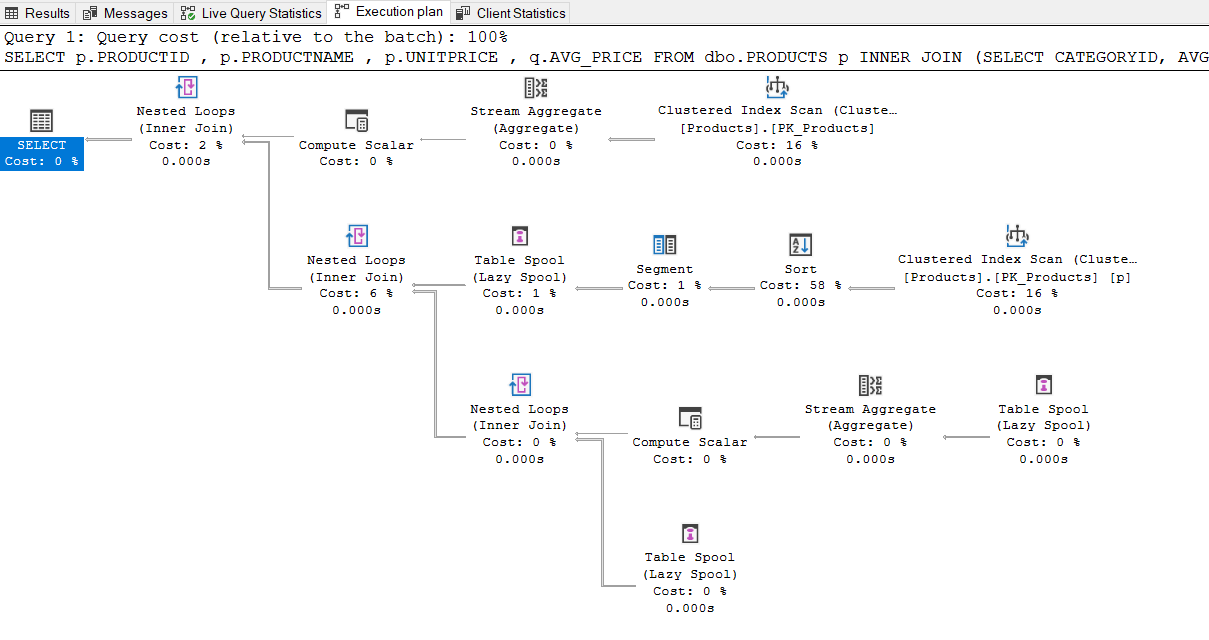 Results Messages Live Query Statistics Execution plan Client Statistics
Query 1: Query cost (relative to the batch): 100%
SELECT p.PRODUCTID , p.PRODUCTNAME , p.UNITPRICE , q.AVG_PRICE FROM dbo.PRODUCTS p INNER JOIN (SELECT CATEGORYID, AVG
SELECT
Cost: 0 %
Nested Loops
(Inner Join)
Cost: 2 %
0.000s
Compute Scalar
Cost: 0 %
Stream Aggregate
(Aggregate)
Cost: 0 %
0.000s
Clustered Index Scan (Cluste…
[Products].[PK_Products]
Cost: 16 %
0.000s
Nested Loops
(Inner Join)
Cost: 6 %
0.000s
Table Spool
(Lazy Spool)
Cost: 1 %
0.000s
Segment
Cost: 1 %
0.000s
Sort
Cost: 58 %
0.000s
Clustered Index Scan (Cluste…
[Products].[PK_Products] [p]
Cost: 16 %
0.000s
Nested Loops
(Inner Join)
Cost: 0 %
0.000s
Compute Scalar
Cost: 0 %
Stream Aggregate
(Aggregate)
Cost: 0 %
0.000s
Table Spool
(Lazy Spool)
Cost: 0 %
0.000s
Table Spool
(Lazy Spool)
Cost: 0 %
0.000s